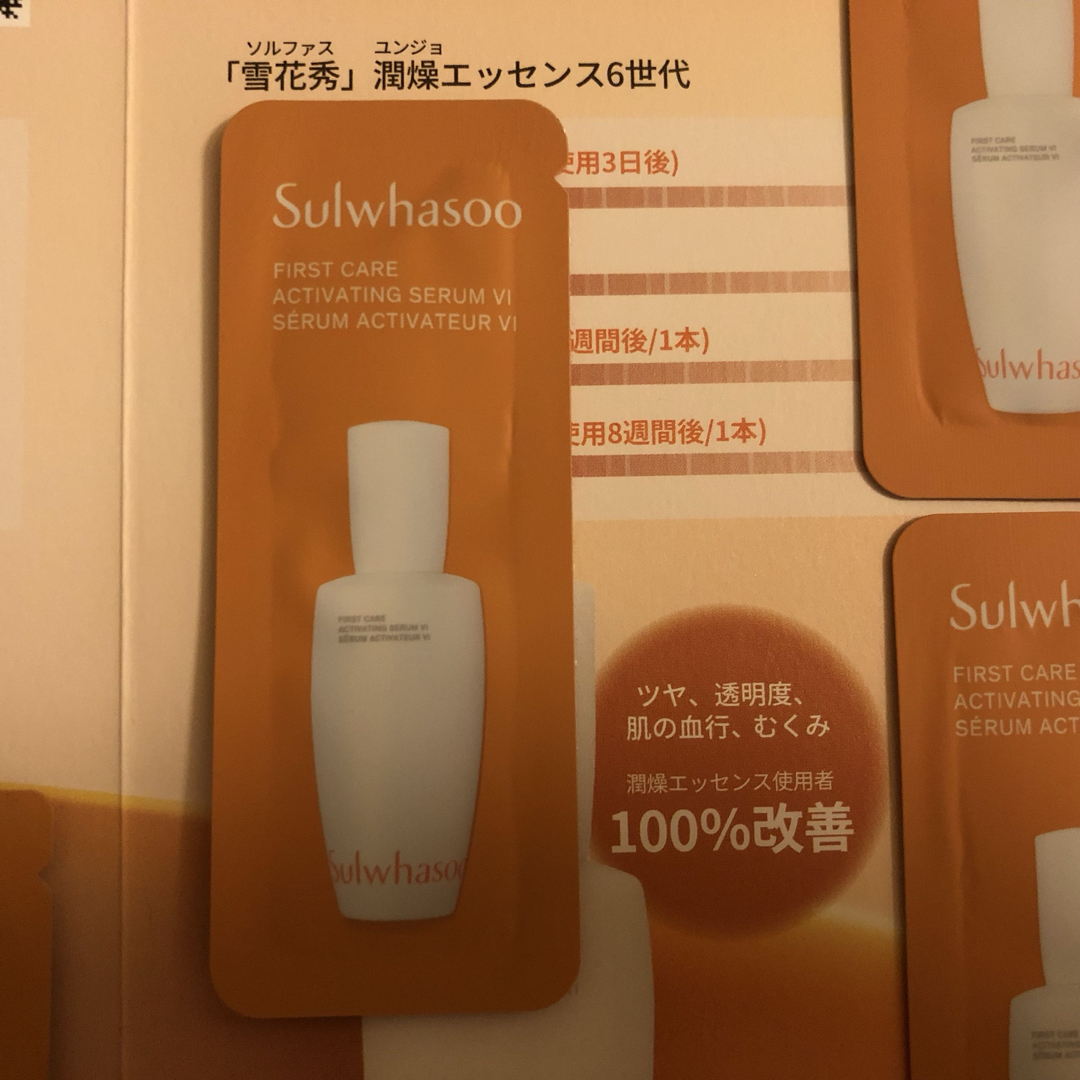 ソルファス ユンジョ
「雪花秀」潤燥エッセンス6世代
使用3日後)
週間後/1本)
使用8週間後/1本)
Sulwhasoo
FIRST CARE
ACTIVATING SERUM VI
SÉRUM ACTIVATEUR VI
FIRST CARE
ACTIVATING SERUM VI
SÉRUM ACTIVATEUR VI
Sulwhasoo
ツヤ、透明度、
肌の血行、むくみ
潤燥エッセンス使用者
100%改善
FIRST CARE
ACTIVATING SERUM VI
SÉRUM ACTIVATEUR VI
Sulwhas
Sulwh
FIRST CARE
ACTIVATING
SÉRUM ACT
FIRST CARE